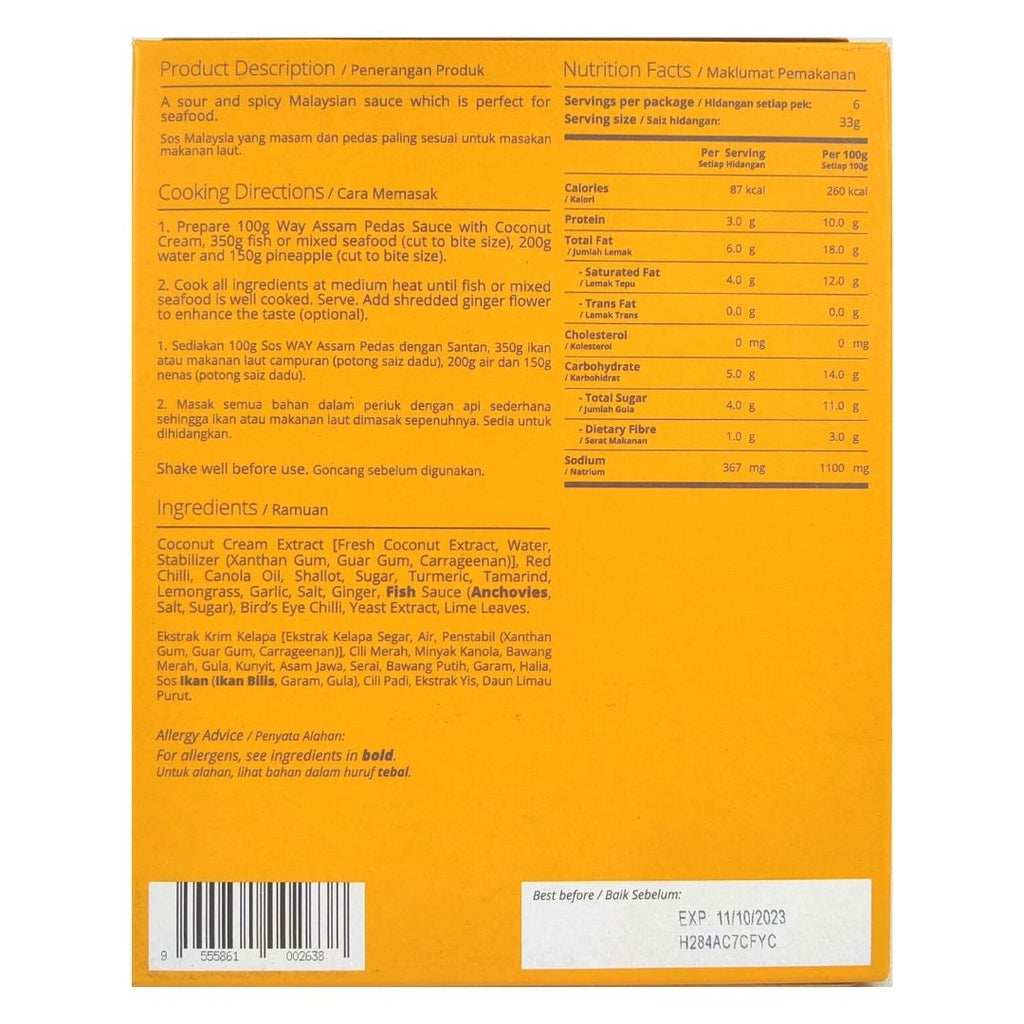 Product Description / Penerangan Produk
A sour and spicy Malaysian sauce which is perfect for
seafood.
Sos Malaysia yang masam dan pedas paling sesuai untuk masakan
makanan laut.
Cooking Directions / Cara Memasak
1. Prepare 100g Way Assam Pedas Sauce with Coconut
Cream, 350g fish or mixed seafood (cut to bite size), 200g
water and 150g pineapple (cut to bite size).
2. Cook all ingredients at medium heat until fish or mixed
seafood is well cooked. Serve. Add shredded ginger flower
to enhance the taste (optional).
1. Sediakan 100g Sos WAY Assam Pedas dengan Santan, 350g ikan
atau makanan laut campuran (potong saiz dadu), 200g air dan 150g
nenas (potong saiz dadu).
2. Masak semua bahan dalam periuk dengan api sederhana
sehingga ikan atau makanan laut dimasak sepenuhnya. Sedia untuk
dihidangkan.
Shake well before use. Goncang sebelum digunakan.
Ingredients / Ramuan
Coconut Cream Extract [Fresh Coconut Extract, Water,
Stabilizer (Xanthan Gum, Guar Gum, Carrageenan)], Red
Chilli, Canola Oil, Shallot, Sugar, Turmeric, Tamarind,
Lemongrass, Garlic, Salt, Ginger, Fish Sauce (Anchovies,
Salt, Sugar), Bird's Eye Chilli, Yeast Extract, Lime Leaves.
Ekstrak Krim Kelapa [Ekstrak Kelapa Segar, Air, Penstabil (Xanthan
Gum, Guar Gum, Carrageenan)], Cili Merah, Minyak Kanola, Bawang
Merah, Gula, Kunyit, Asam Jawa, Serai, Bawang Putih, Garam, Halia,
Sos Ikan (Ikan Bilis, Garam, Gula), Cili Padi, Ekstrak Yis, Daun Limau
Purut.
Allergy Advice / Penyata Alahan:
For allergens, see ingredients in bold.
Untuk alahan, lihat bahan dalam huruf tebal.
9 555861 002638
Nutrition Facts / Maklumat Pemakanan
Servings per package / Hidangan setiap pek: 6
Serving size / Saiz hidangan: 33g
Per Serving Per 100g
Setiap Hidangan Setiap 100g
Calories 87 kcal 260 kcal
/ Kalori
Protein 3.0 g 10.0 g
Total Fat 6.0 g 18.0 g
/ Jumlah Lemak
- Saturated Fat 4.0 g 12.0 g
/ Lemak Tepu
- Trans Fat 0.0 g 0.0 g
/ Lemak Trans
Cholesterol 0 mg 0 mg
/ Kolesterol
Carbohydrate 5.0 g 14.0 g
/ Karbohidrat
- Total Sugar 4.0 g 11.0 g
/ Jumlah Gula
- Dietary Fibre 1.0 g 3.0 g
/ Serat Makanan
Sodium 367 mg 1100 mg
/ Natrium
Best before / Baik Sebelum:
EXP 11/10/2023
H284AC7CFYC